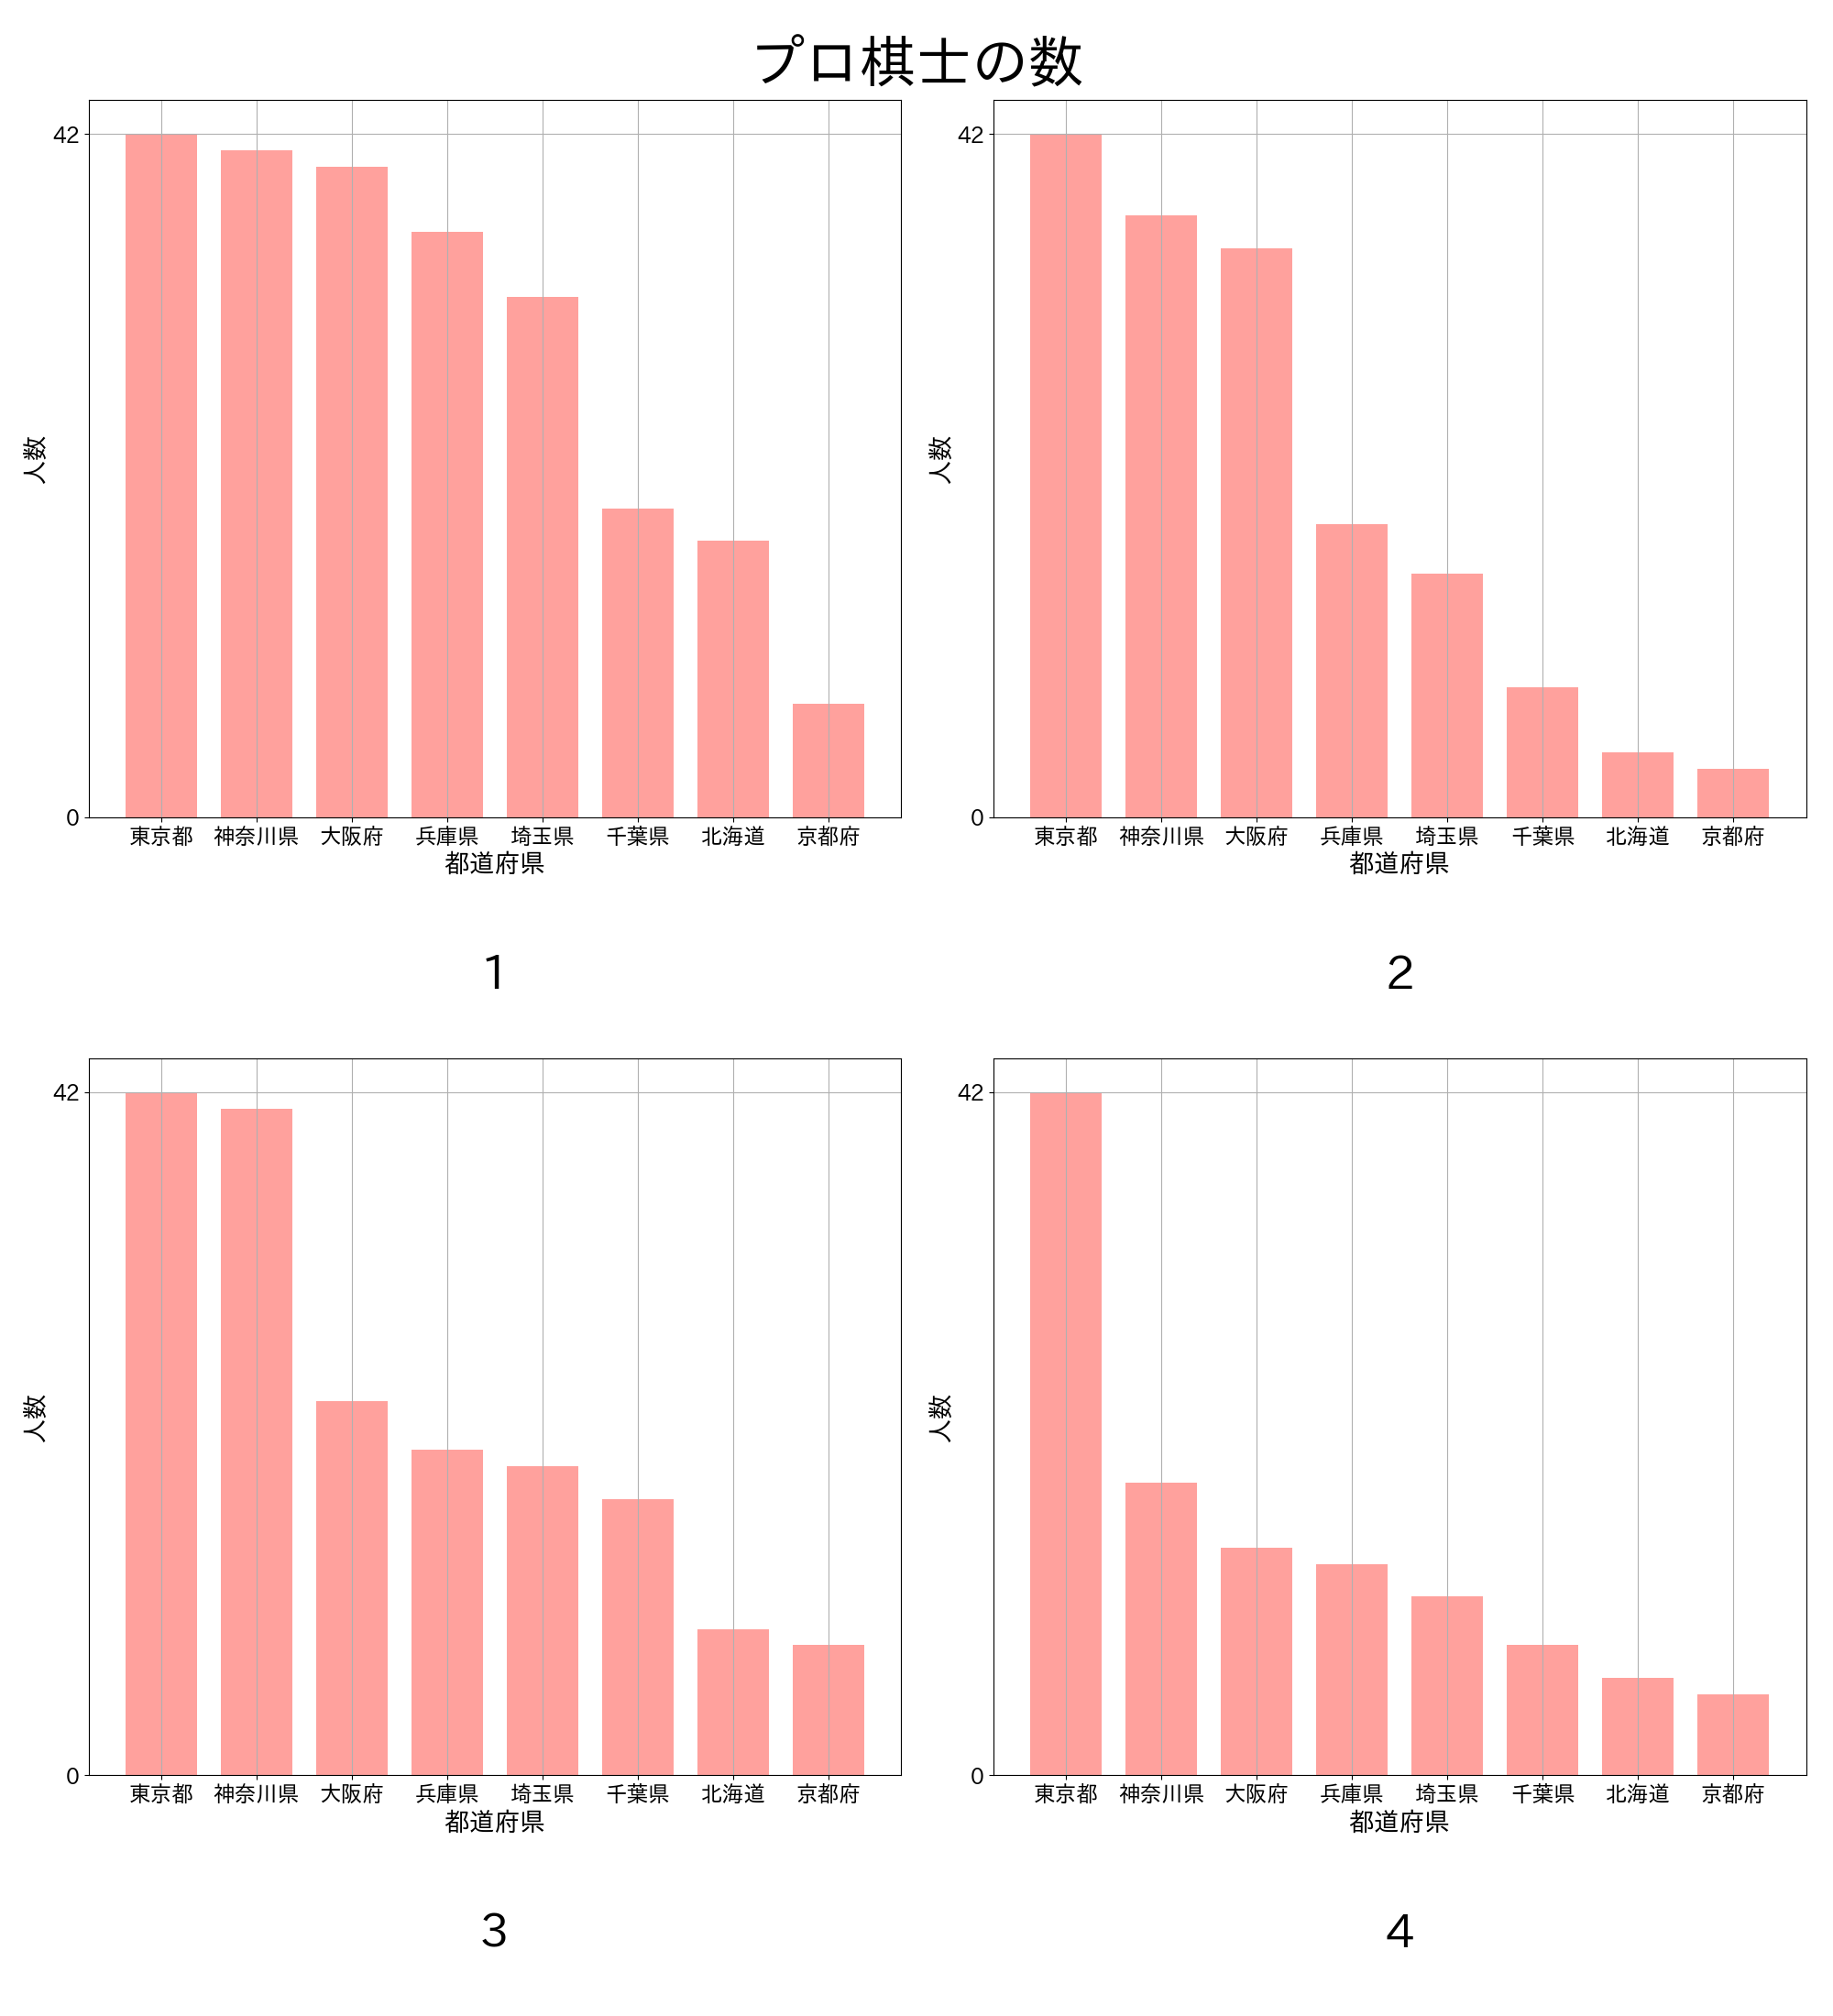 プロ棋士の数
42
0
人数
東京都 神奈川県 大阪府 兵庫県 埼玉県 千葉県 北海道 京都府
都道府県
1
42
0
人数
東京都 神奈川県 大阪府 兵庫県 埼玉県 千葉県 北海道 京都府
都道府県
2
42
0
人数
東京都 神奈川県 大阪府 兵庫県 埼玉県 千葉県 北海道 京都府
都道府県
3
42
0
人数
東京都 神奈川県 大阪府 兵庫県 埼玉県 千葉県 北海道 京都府
都道府県
4